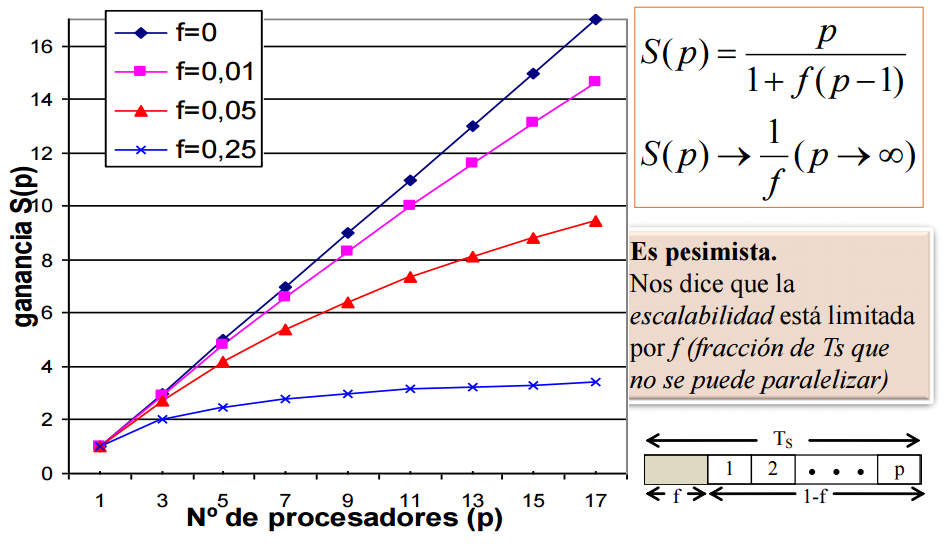 f=0
f=0,01
f=0,05
f=0,25
16
14
12
10
8
6
4
2
0
ganancia S(p)
1 3 5 7 9 11 13 15 17
Nº de procesadores (p)
S(p) = p / 1 + f(p−1)
S(p) → 1/f (p → ∞)
Es pesimista.
Nos dice que la
escalabilidad está limitada
por f (fracción de Ts que
no se puede paralelizar)
T_S
1 2 • • • p
f 1-f